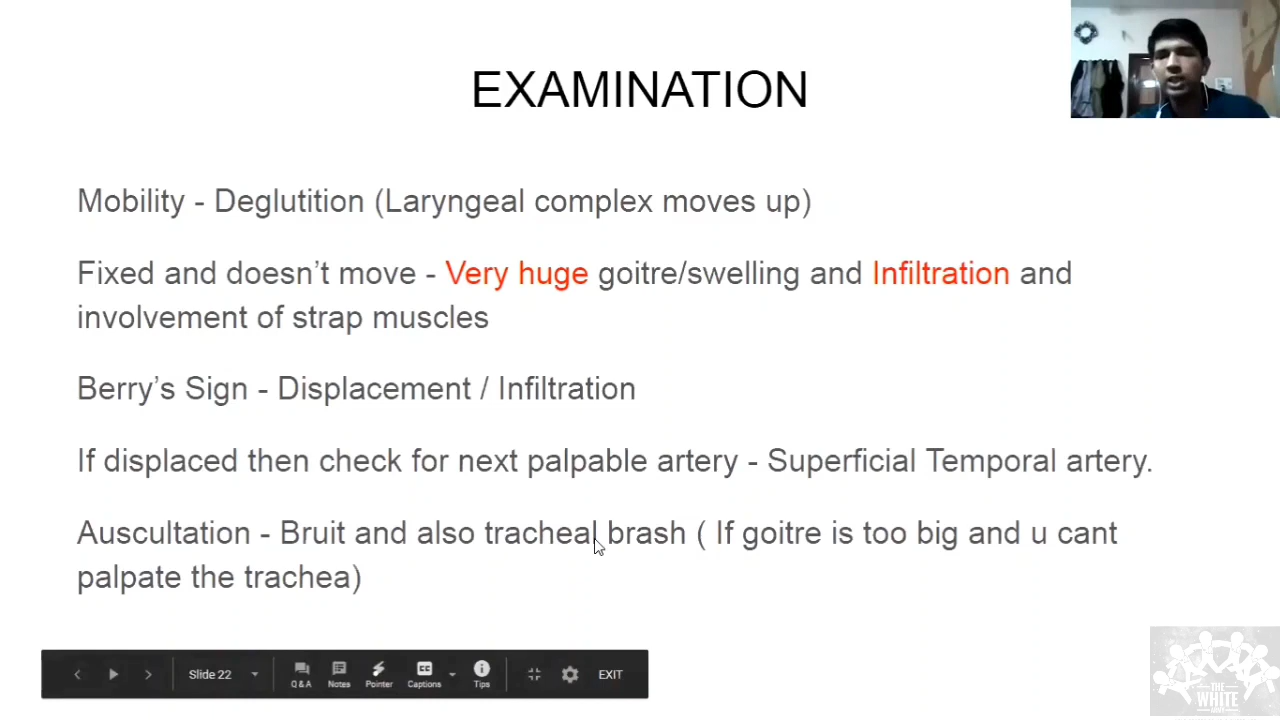 EXAMINATION
Mobility - Deglutition (Laryngeal complex moves up)
Fixed and doesn’t move - Very huge goitre/swelling and Infiltration and
involvement of strap muscles
Berry’s Sign - Displacement / Infiltration
If displaced then check for next palpable artery - Superficial Temporal artery.
Auscultation - Bruit and also tracheal brash ( If goitre is too big and u cant
palpate the trachea)
Slide 22
Q & A
Notes
Pointer
Captions
Tips
EXIT
THE
WHITE